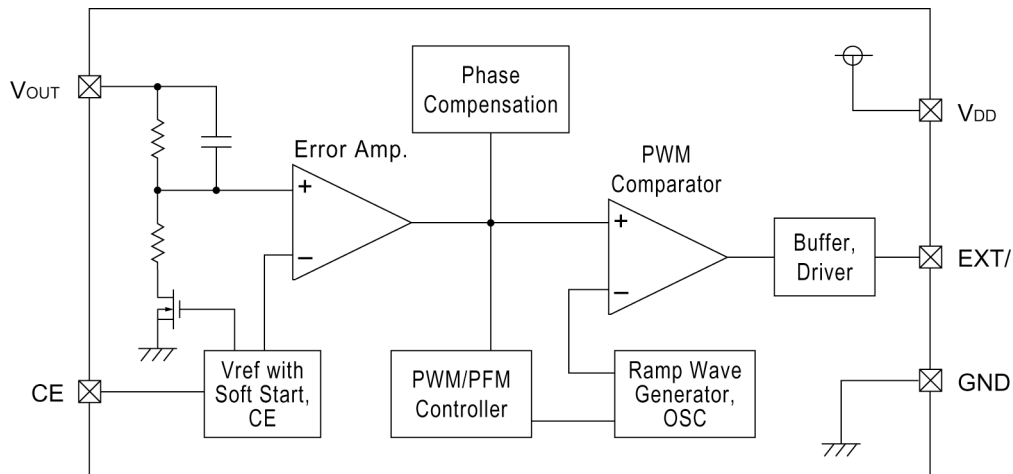 VOUT
Phase
Compensation
VDD
Error Amp.
+
−
PWM
Comparator
+
−
Buffer,
Driver
EXT/
CE
Vref with
Soft Start,
CE
PWM/PFM
Controller
Ramp Wave
Generator,
OSC
GND